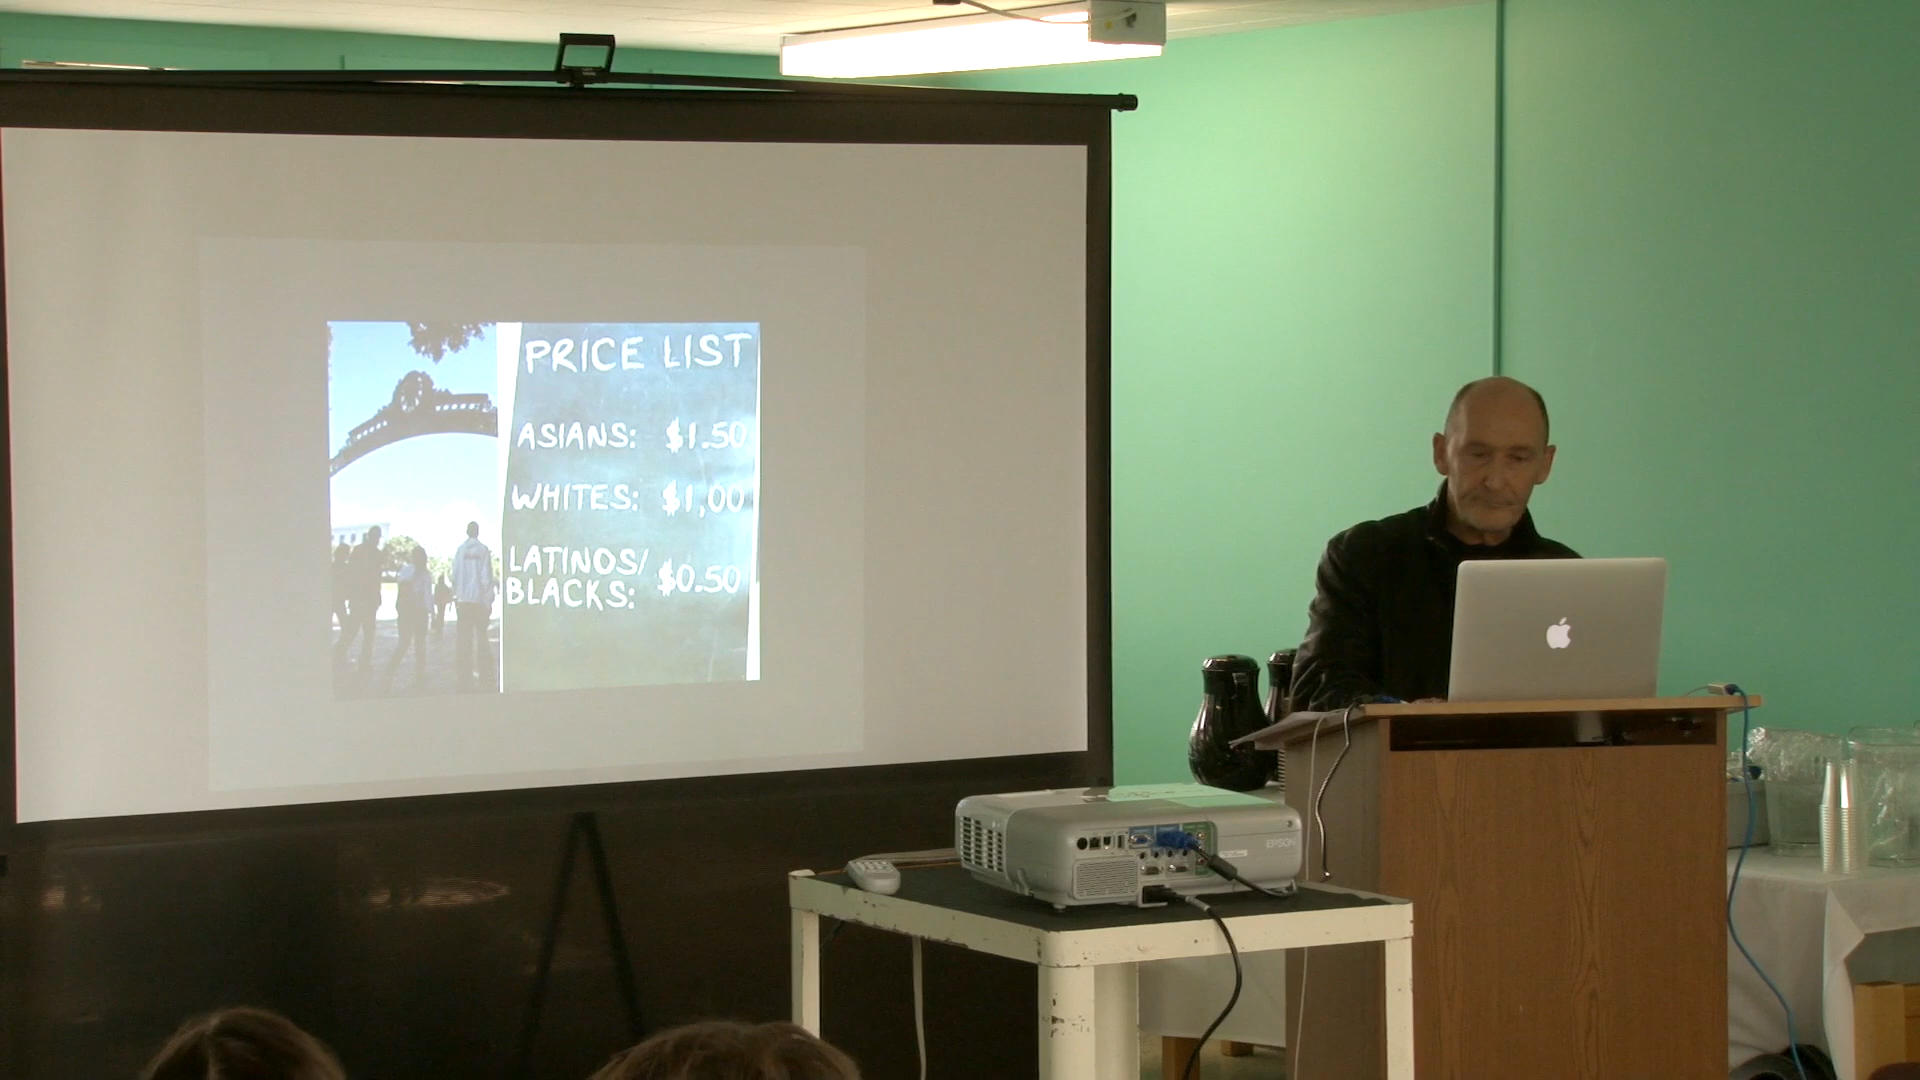 PRICE LIST
ASIANS: $1.50
WHITES: $1,00
LATINOS/
BLACKS: $0.50
EPSON